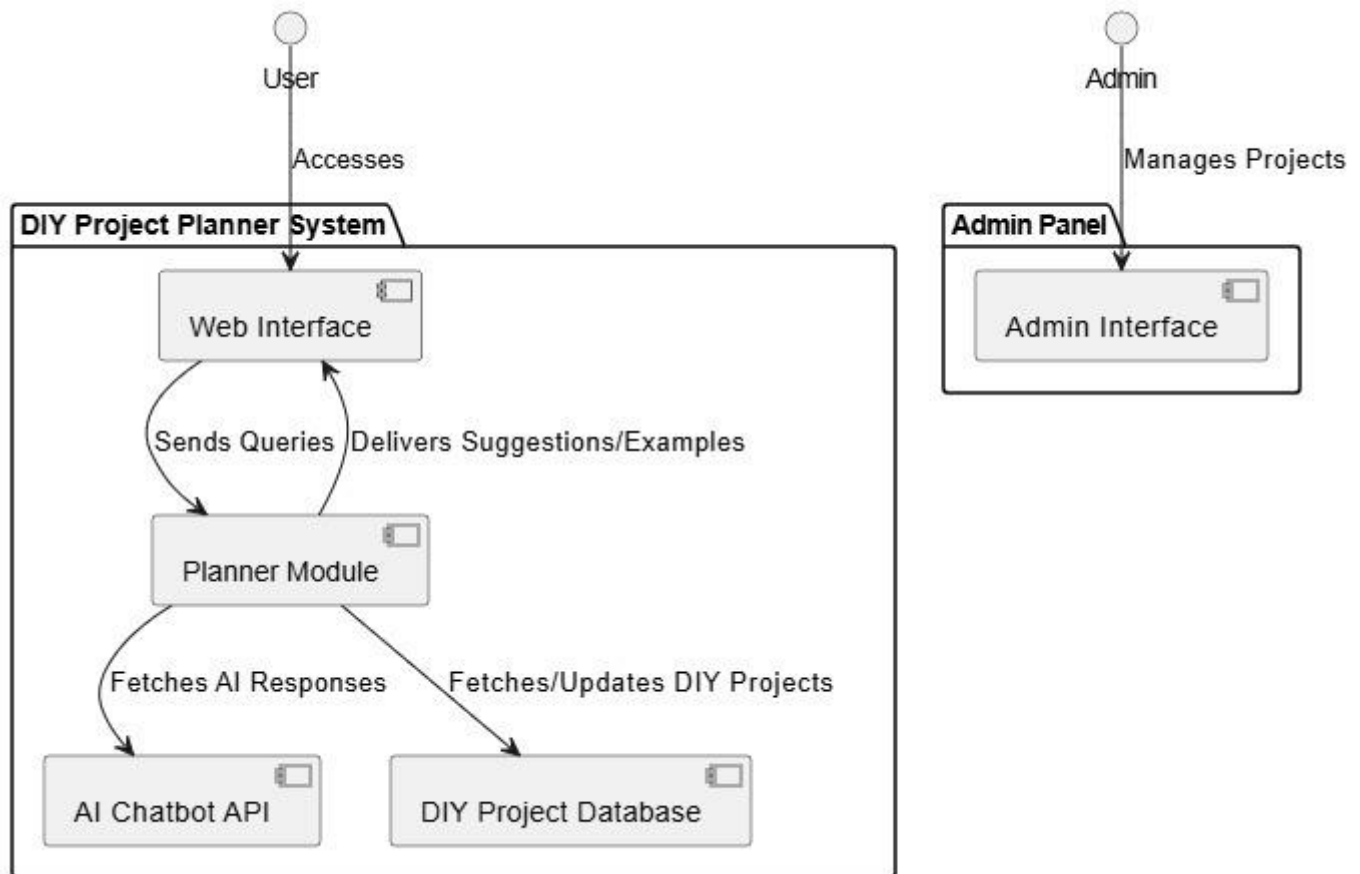 User
Admin
Accesses
Manages Projects
DIY Project Planner System
Admin Panel
Web Interface
Admin Interface
Sends Queries
Delivers Suggestions/Examples
Planner Module
Fetches AI Responses
Fetches/Updates DIY Projects
AI Chatbot API
DIY Project Database